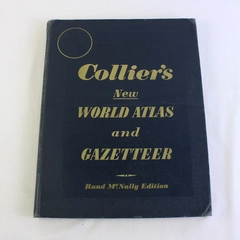 Collier's
New
WORLD ATLAS
and
GAZETTEER
Rand McNally Edition